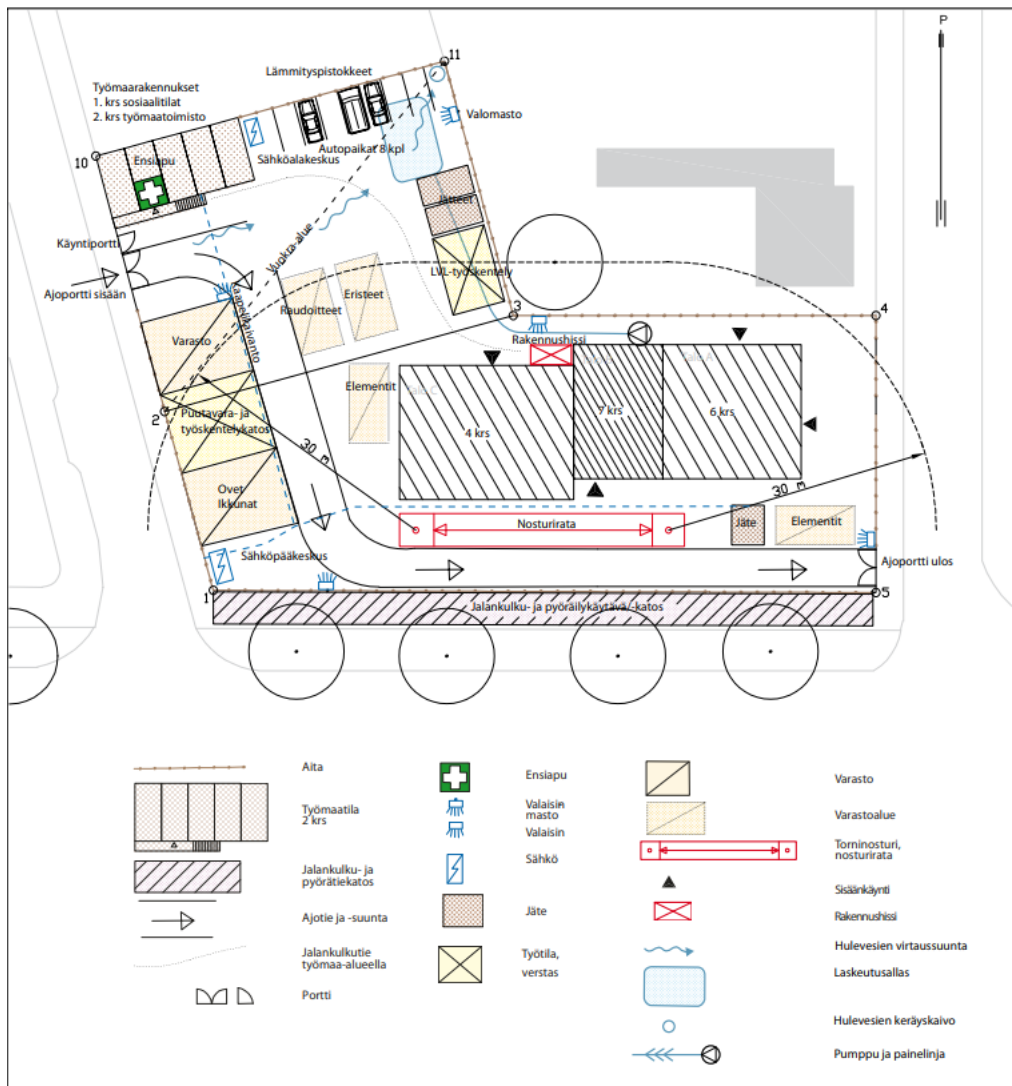 P
11
Lämmityspistokkeet
Työmaarakennukset
1. krs sosiaalitilat
2. krs työmaatoimisto
Valomasto
10
Ensiapu
Sähköalakeskus
Autopaikat 8 kpl
Jätteet
Käyntiportti
Vuokra-alue
Ajoportti sisään
LVL-työskentely
Kaapelikaivanto
Raudoitteet
Eristeet
3
4
Varasto
Rakennushissi
Talo C
Talo A
Elementit
2
Puutavara- ja
työskentelykatos
4 krs
7 krs
6 krs
30 m
30 m
Ovet
Ikkunat
Nosturirata
Jäte
Elementit
Sähköpääkeskus
Ajoportti ulos
1
5
Jalankulku- ja pyöräilykäytävä/-katos
Aita
Työmaatila
2 krs
Jalankulku- ja
pyörätiekatos
Ajotie ja -suunta
Jalankulkutie
työmaa-alueella
Portti
Ensiapu
Valaisin
masto
Valaisin
Sähkö
Jäte
Työtila,
verstas
Varasto
Varastoalue
Torninosturi,
nosturirata
Sisäänkäynti
Rakennushissi
Hulevesien virtaussuunta
Laskeutusallas
Hulevesien keräyskaivo
Pumppu ja painelinja